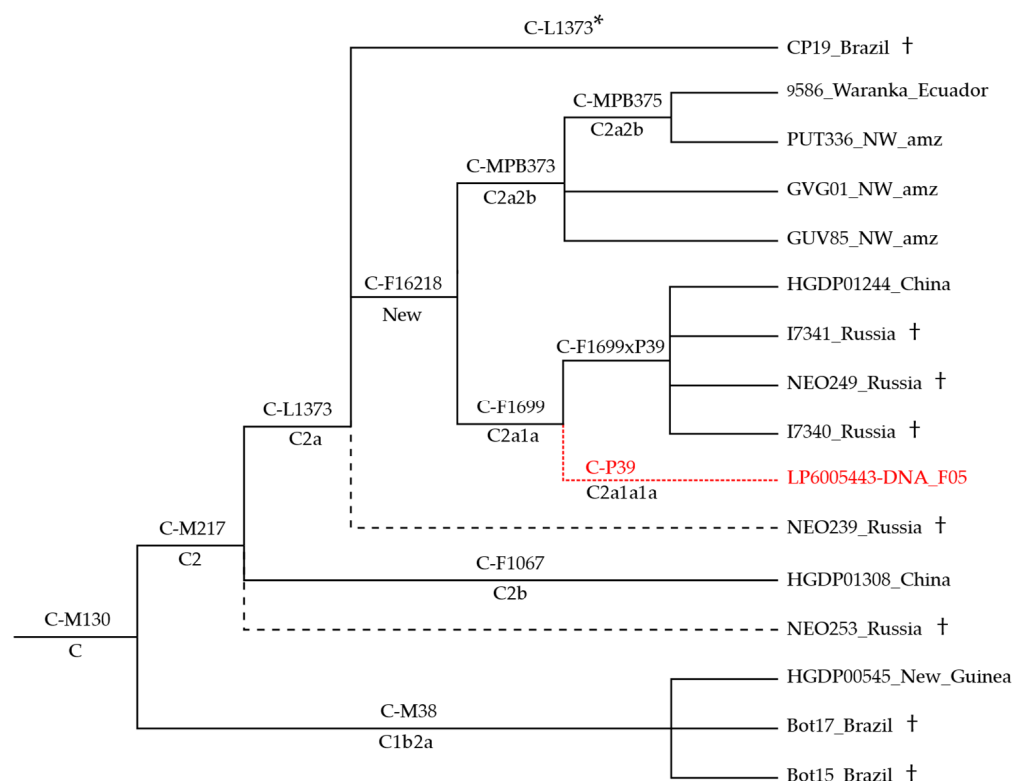 C-L1373*
CP19_Brazil †
9586_Waranka_Ecuador
C-MPB375
C2a2b
PUT336_NW_amz
C-MPB373
C2a2b
GVG01_NW_amz
GUV85_NW_amz
C-F16218
New
HGDP01244_China
I7341_Russia †
C-F1699xP39
NEO249_Russia †
C-F1699
C2a1a
C-L1373
C2a
I7340_Russia †
C-P39
C2a1a1a
LP6005443-DNA_F05
NEO239_Russia †
C-M217
C2
C-F1067
C2b
HGDP01308_China
C-M130
C
NEO253_Russia †
HGDP00545_New_Guinea
C-M38
C1b2a
Bot17_Brazil †
Bot15_Brazil †